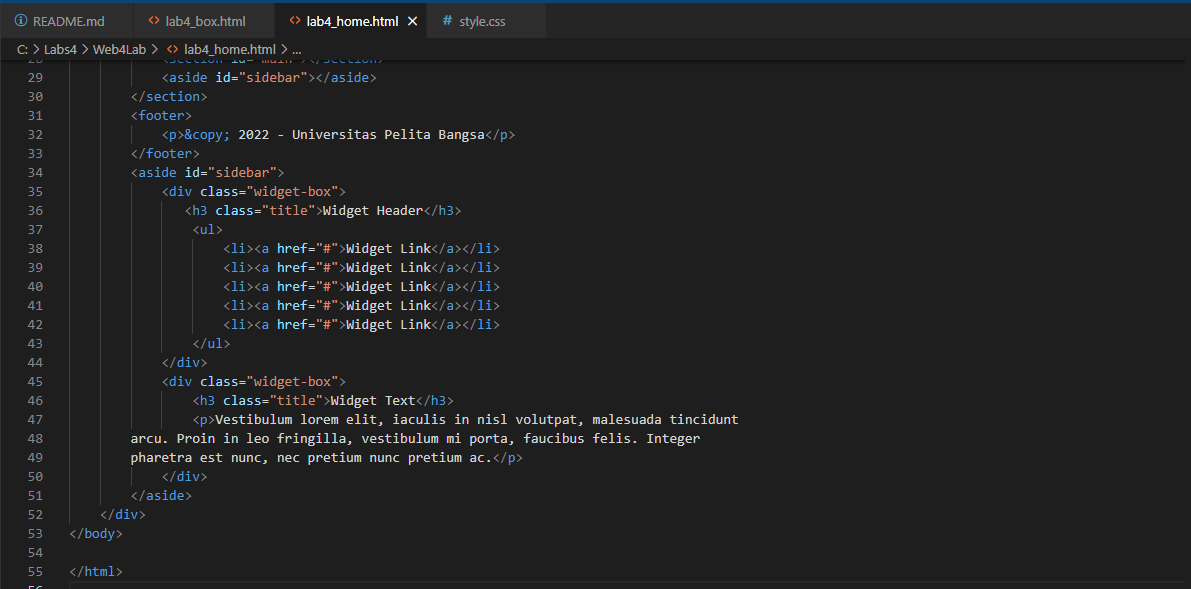 README.md lab4_box.html lab4_home.html style.css
C: > Labs4 > Web4Lab > lab4_home.html > ...
28 <section id="main"></section>
29 <aside id="sidebar"></aside>
30 </section>
31 <footer>
32 <p>&copy; 2022 - Universitas Pelita Bangsa</p>
33 </footer>
34 <aside id="sidebar">
35 <div class="widget-box">
36 <h3 class="title">Widget Header</h3>
37 <ul>
38 <li><a href="#">Widget Link</a></li>
39 <li><a href="#">Widget Link</a></li>
40 <li><a href="#">Widget Link</a></li>
41 <li><a href="#">Widget Link</a></li>
42 <li><a href="#">Widget Link</a></li>
43 </ul>
44 </div>
45 <div class="widget-box">
46 <h3 class="title">Widget Text</h3>
47 <p>Vestibulum lorem elit, iaculis in nisl volutpat, malesuada tincidunt
48 arcu. Proin in leo fringilla, vestibulum mi porta, faucibus felis. Integer
49 pharetra est nunc, nec pretium nunc pretium ac.</p>
50 </div>
51 </aside>
52 </div>
53 </body>
54
55 </html>
56